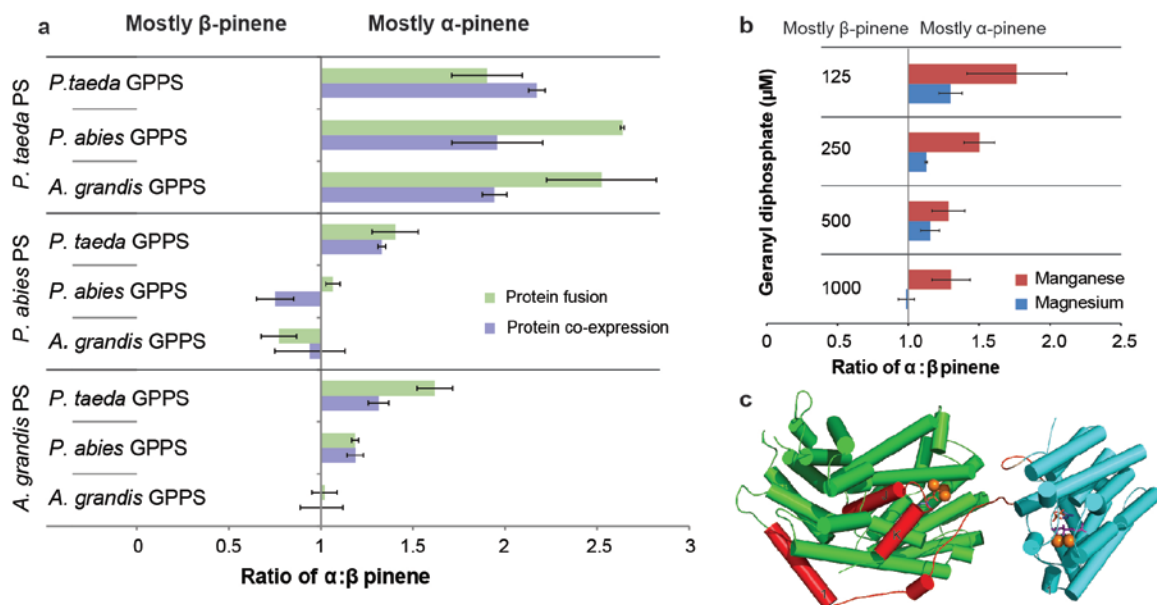 a
Mostly β-pinene
Mostly α-pinene
P. taeda PS
P.taeda GPPS
P. abies GPPS
A. grandis GPPS
P. abies PS
P. taeda GPPS
P. abies GPPS
A. grandis GPPS
A. grandis PS
P. taeda GPPS
P. abies GPPS
A. grandis GPPS
Protein fusion
Protein co-expression
0 0.5 1 1.5 2 2.5 3
Ratio of α:β pinene
b
Mostly β-pinene
Mostly α-pinene
Geranyl diphosphate (µM)
125
250
500
1000
Manganese
Magnesium
0.0 0.5 1.0 1.5 2.0 2.5
Ratio of α:β pinene
c